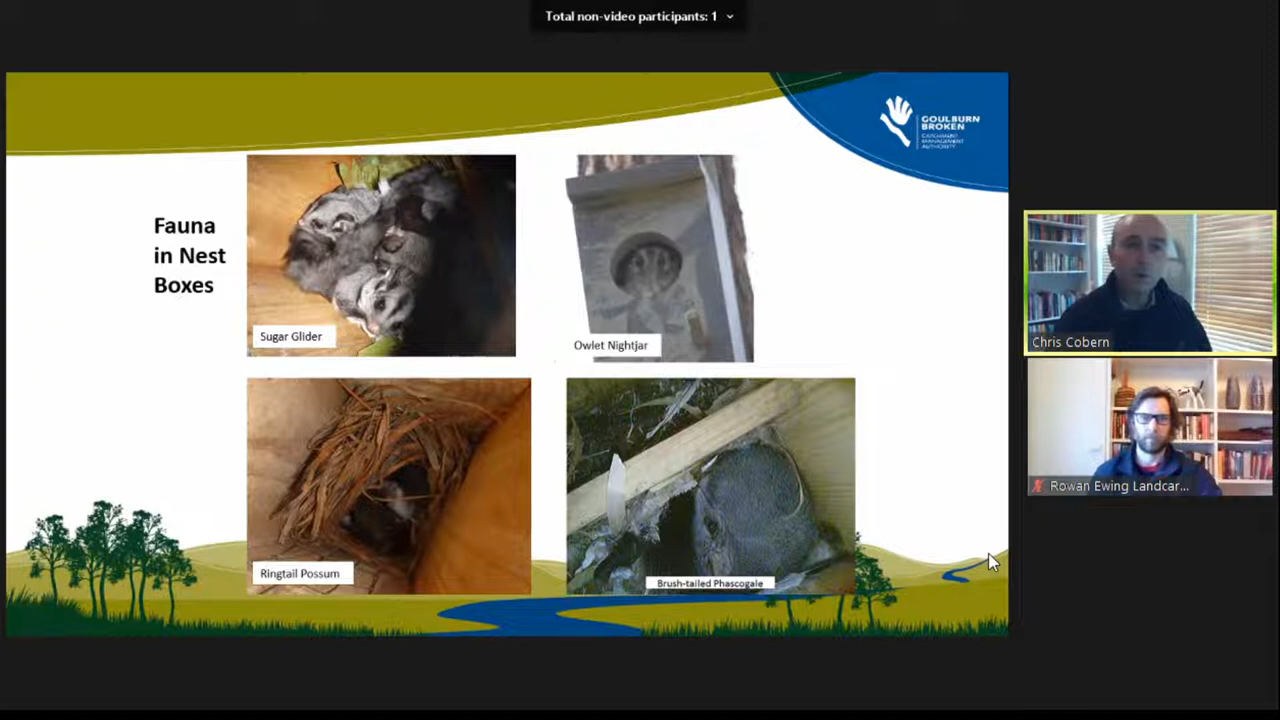 Total non-video participants: 1
GOULBURN
BROKEN
CATCHMENT
MANAGEMENT
AUTHORITY
Fauna
in Nest
Boxes
Sugar Glider
Owlet Nightjar
Ringtail Possum
Brush-tailed Phascogale
Chris Cobern
Rowan Ewing Landcar...